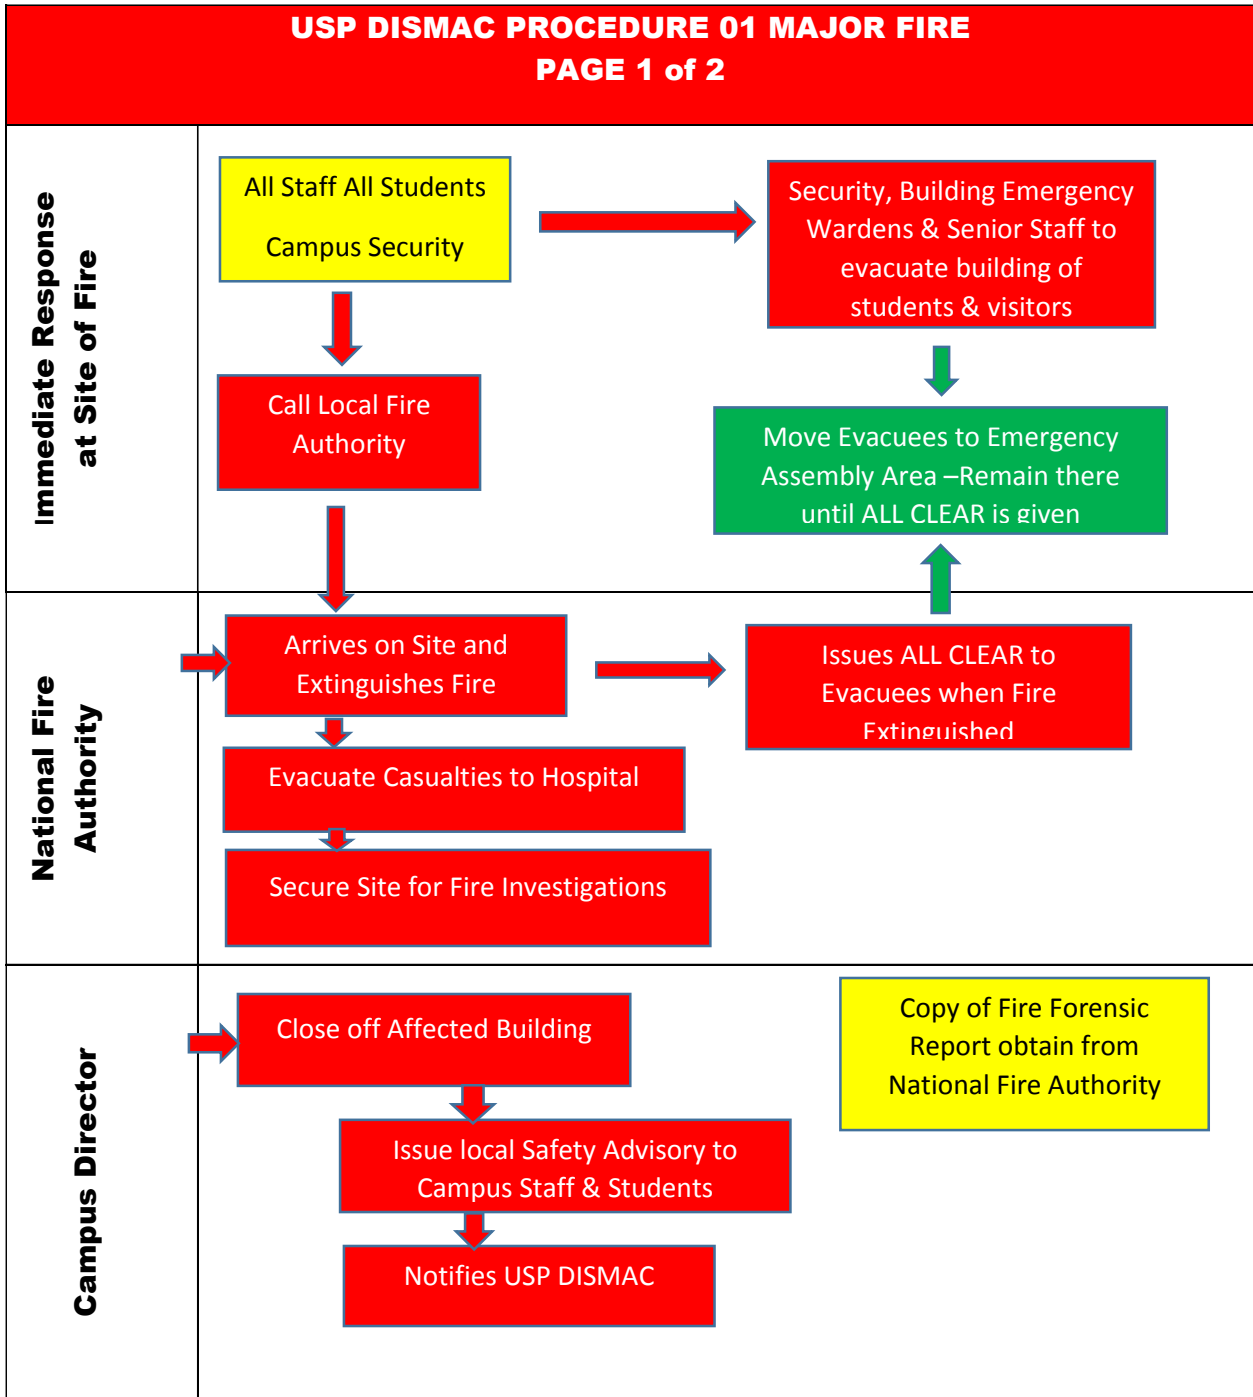 USP DISMAC PROCEDURE 01 MAJOR FIRE
PAGE 1 of 2
Immediate Response
at Site of Fire
All Staff All Students
Campus Security
Security, Building Emergency
Wardens & Senior Staff to
evacuate building of
students & visitors
Call Local Fire
Authority
Move Evacuees to Emergency
Assembly Area –Remain there
until ALL CLEAR is given
National Fire
Authority
Arrives on Site and
Extinguishes Fire
Issues ALL CLEAR to
Evacuees when Fire
Extinguished
Evacuate Casualties to Hospital
Secure Site for Fire Investigations
Campus Director
Close off Affected Building
Copy of Fire Forensic
Report obtain from
National Fire Authority
Issue local Safety Advisory to
Campus Staff & Students
Notifies USP DISMAC